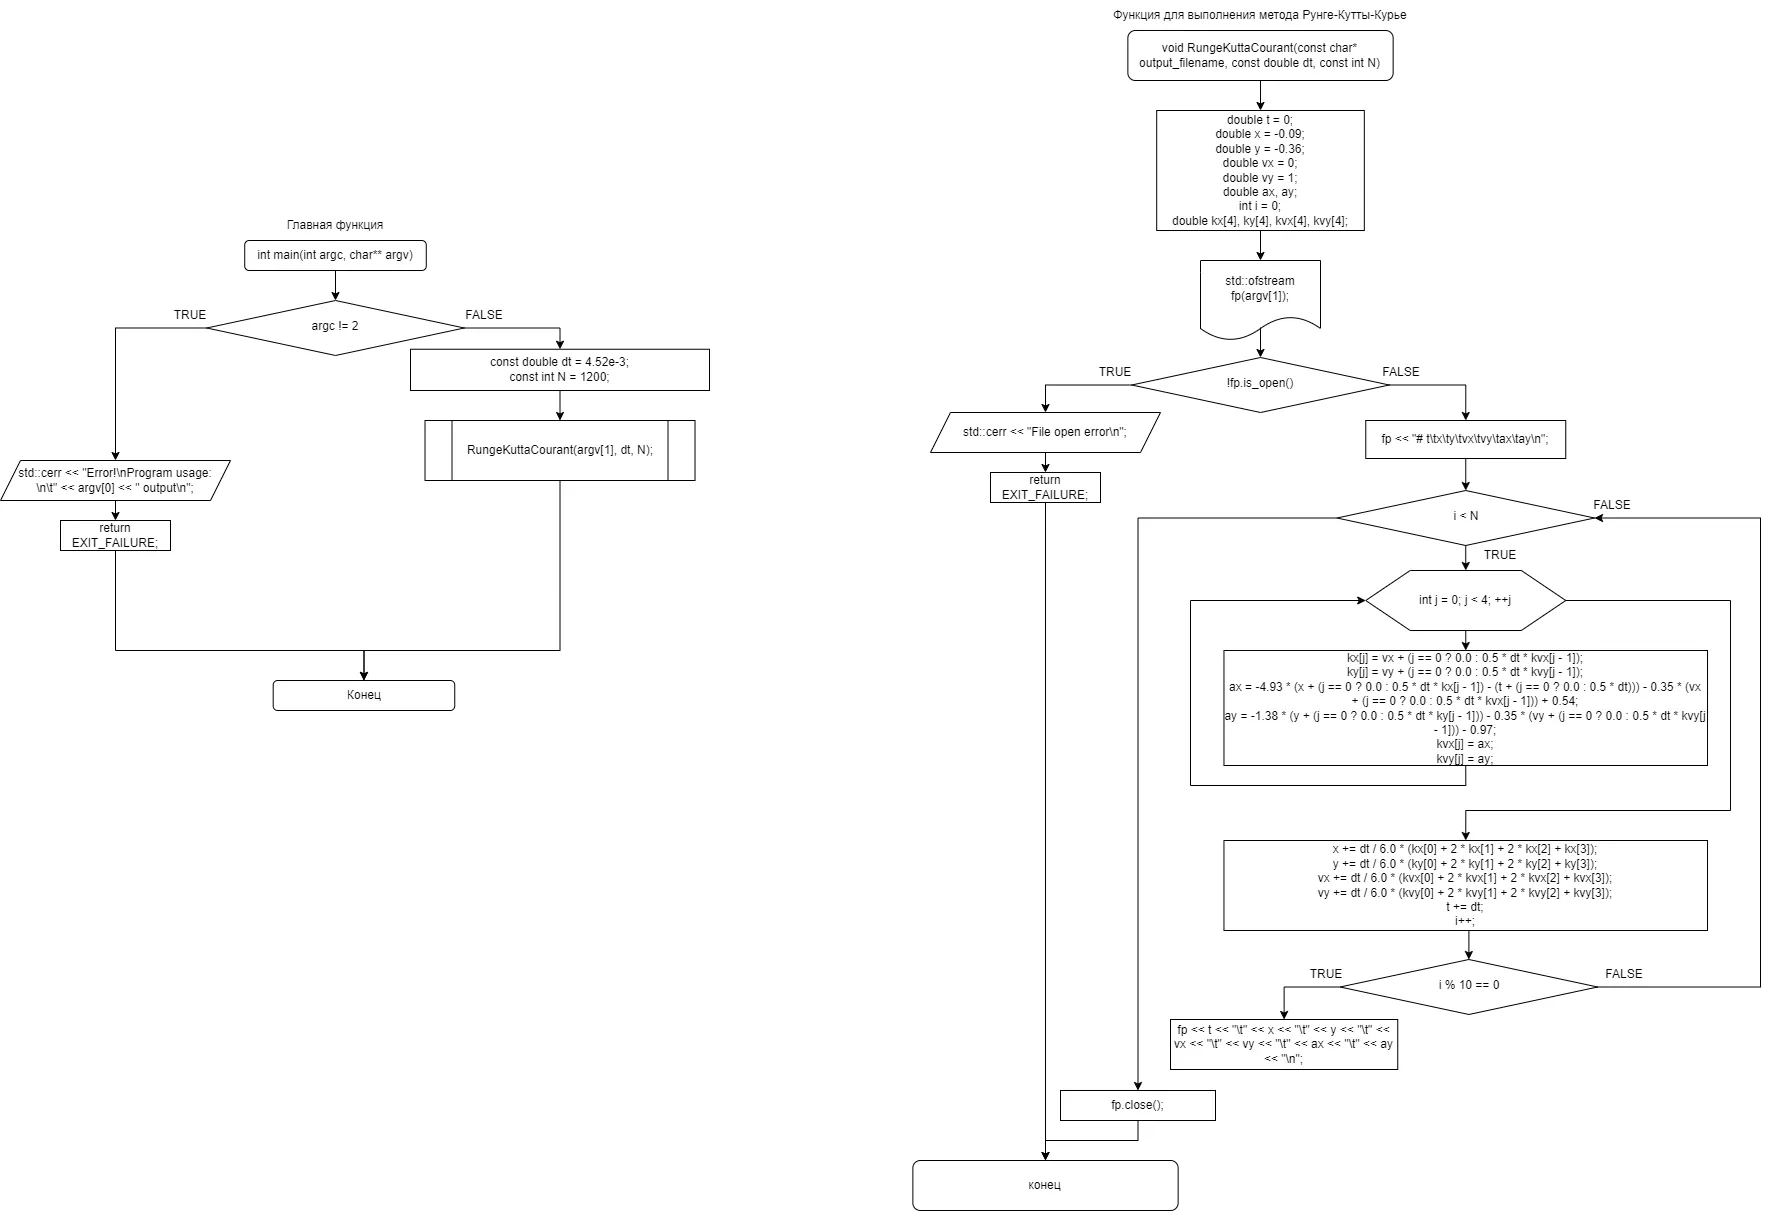 Главная функция
int main(int argc, char** argv)
TRUE
FALSE
argc != 2
const double dt = 4.52e-3;
const int N = 1200;
RungeKuttaCourant(argv[1], dt, N);
std::cerr << "Error!\nProgram usage:
\n\t" << argv[0] << " output\n";
return
EXIT_FAILURE;
Конец
Функция для выполнения метода Рунге-Кутты-Курье
void RungeKuttaCourant(const char*
output_filename, const double dt, const int N)
double t = 0;
double x = -0.09;
double y = -0.36;
double vx = 0;
double vy = 1;
double ax, ay;
int i = 0;
double kx[4], ky[4], kvx[4], kvy[4];
std::ofstream
fp(argv[1]);
TRUE
FALSE
!fp.is_open()
std::cerr << "File open error\n";
return
EXIT_FAILURE;
fp << "# t\tx\ty\tvx\tvy\tax\tay\n";
FALSE
i < N
TRUE
int j = 0; j < 4; ++j
kx[j] = vx + (j == 0 ? 0.0 : 0.5 * dt * kvx[j - 1]);
ky[j] = vy + (j == 0 ? 0.0 : 0.5 * dt * kvy[j - 1]);
ax = -4.93 * (x + (j == 0 ? 0.0 : 0.5 * dt * kx[j - 1]) - (t + (j == 0 ? 0.0 : 0.5 * dt))) - 0.35 * (vx
+ (j == 0 ? 0.0 : 0.5 * dt * kvx[j - 1])) + 0.54;
ay = -1.38 * (y + (j == 0 ? 0.0 : 0.5 * dt * ky[j - 1])) - 0.35 * (vy + (j == 0 ? 0.0 : 0.5 * dt * kvy[j
- 1])) - 0.97;
kvx[j] = ax;
kvy[j] = ay;
x += dt / 6.0 * (kx[0] + 2 * kx[1] + 2 * kx[2] + kx[3]);
y += dt / 6.0 * (ky[0] + 2 * ky[1] + 2 * ky[2] + ky[3]);
vx += dt / 6.0 * (kvx[0] + 2 * kvx[1] + 2 * kvx[2] + kvx[3]);
vy += dt / 6.0 * (kvy[0] + 2 * kvy[1] + 2 * kvy[2] + kvy[3]);
t += dt;
i++;
TRUE
FALSE
i % 10 == 0
fp << t << "\t" << x << "\t" << y << "\t" <<
vx << "\t" << vy << "\t" << ax << "\t" << ay
<< "\n";
fp.close();
конец